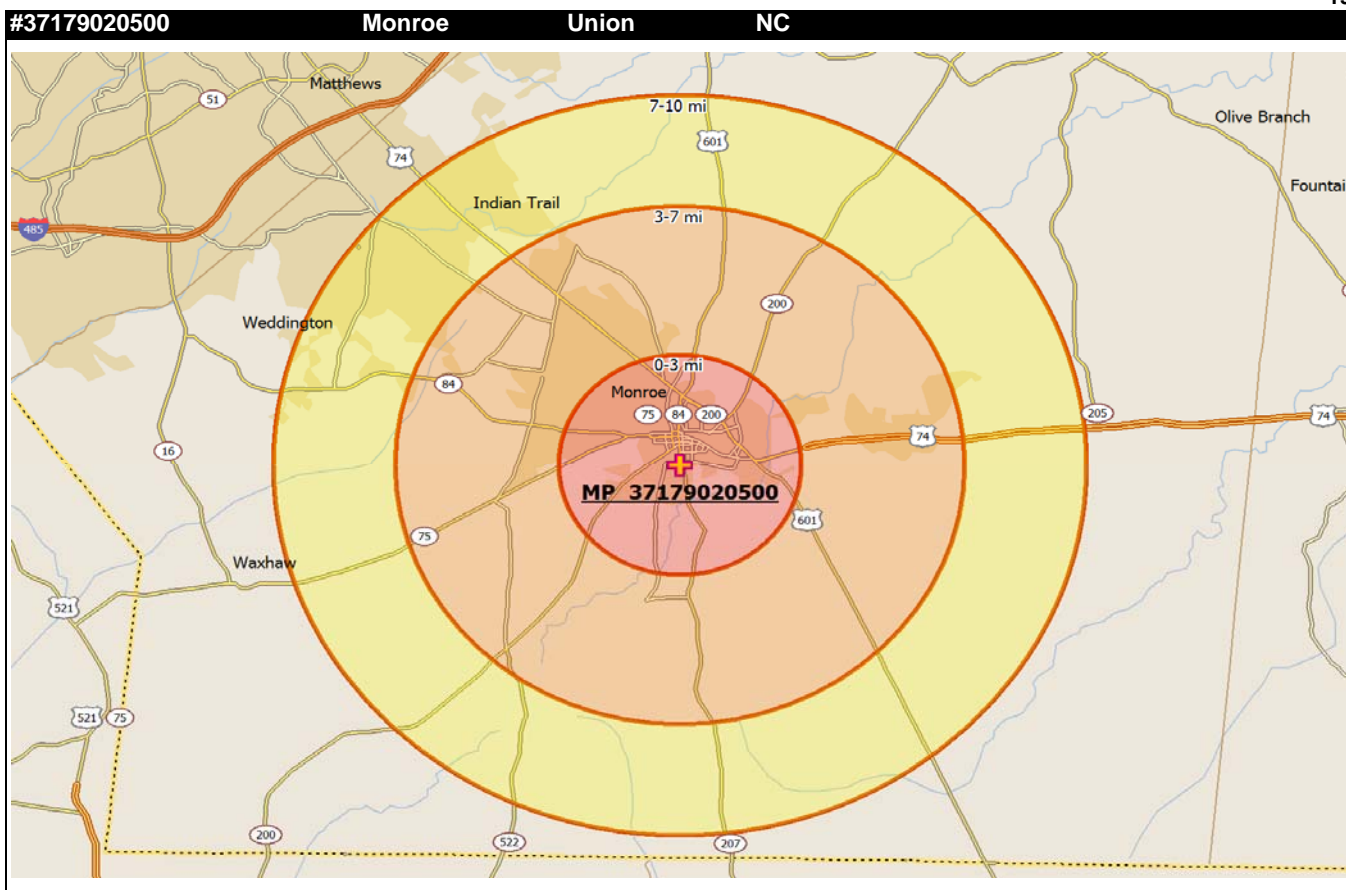 #37179020500 Monroe Union NC
7-10 mi
Matthews
51
Olive Branch
601
74
Fountai
Indian Trail
3-7 mi
485
200
Weddington
0-3 mi
84
Monroe
75 84 200
205
74
74
16
MP 37179020500
601
75
Waxhaw
521
521 75
200
522
207